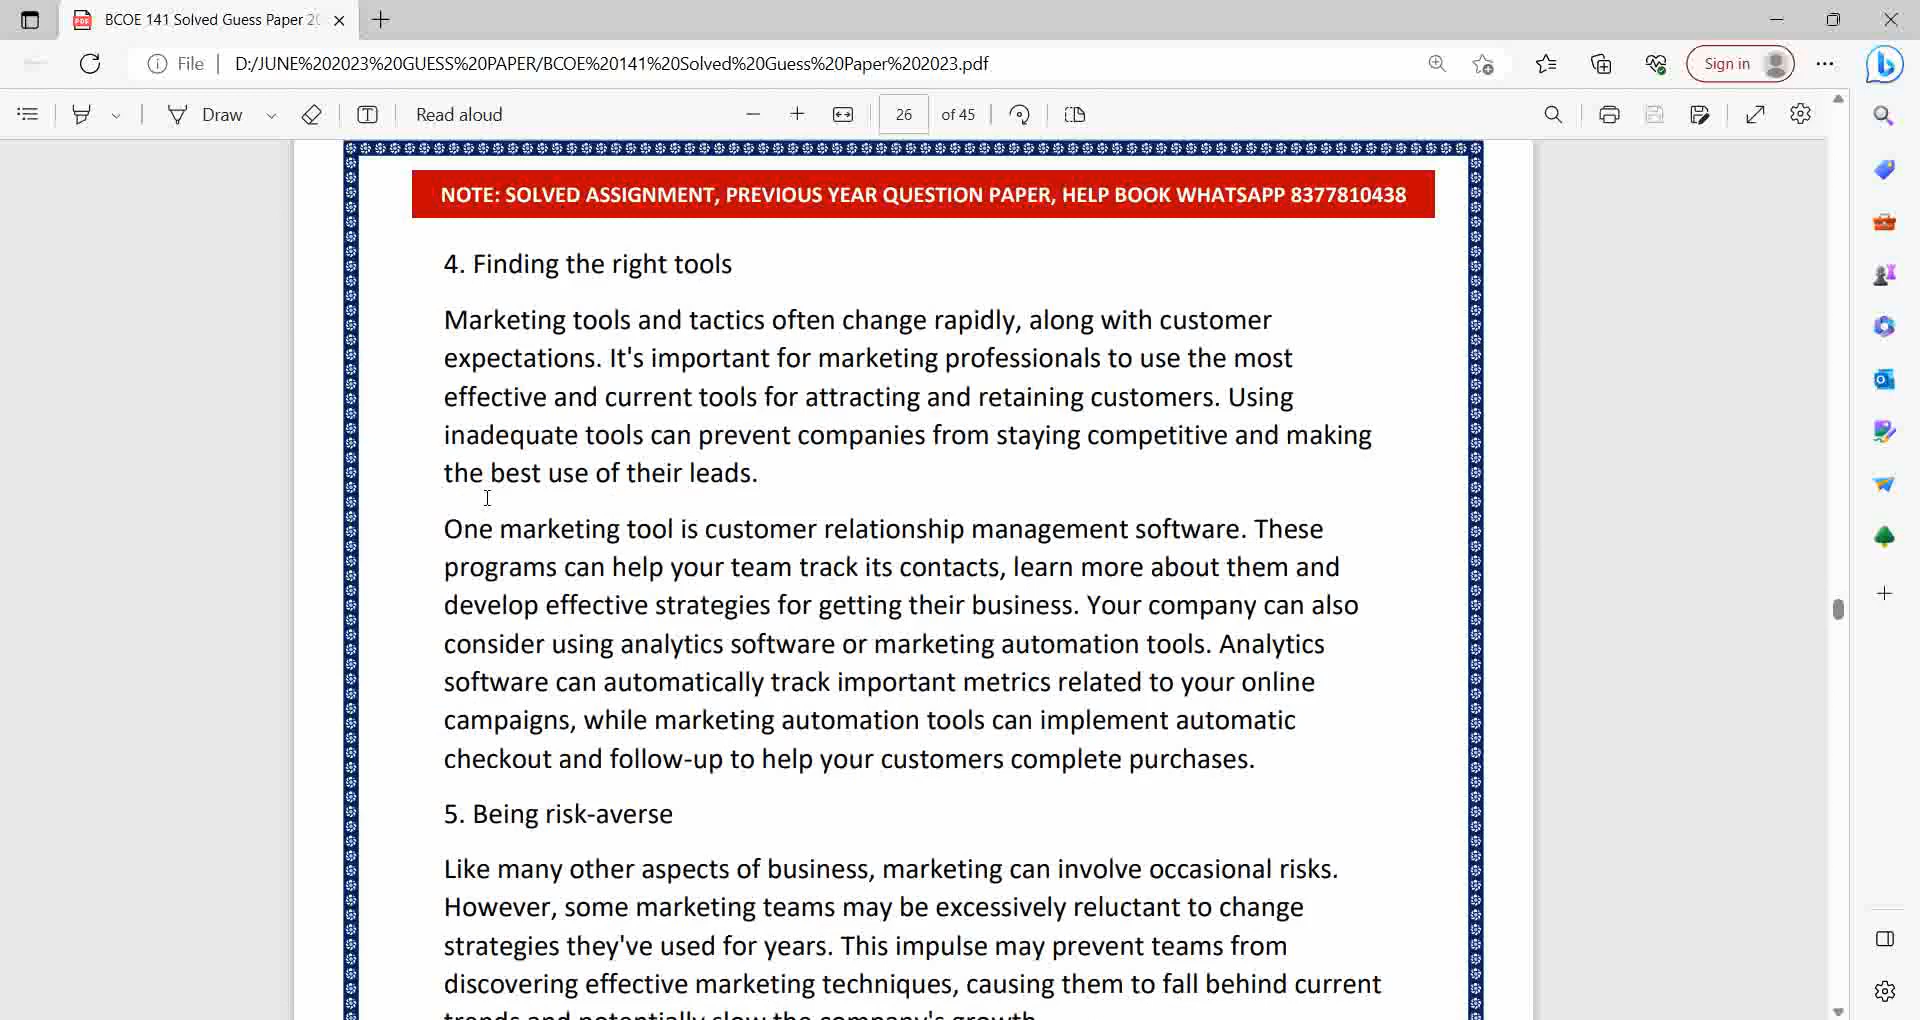 BCOE 141 Solved Guess Paper 20
File
D:/JUNE%202023%20GUESS%20PAPER/BCOE%20141%20Solved%20Guess%20Paper%202023.pdf
Sign in
Draw
Read aloud
26 of 45
NOTE: SOLVED ASSIGNMENT, PREVIOUS YEAR QUESTION PAPER, HELP BOOK WHATSAPP 8377810438
4. Finding the right tools
Marketing tools and tactics often change rapidly, along with customer
expectations. It's important for marketing professionals to use the most
effective and current tools for attracting and retaining customers. Using
inadequate tools can prevent companies from staying competitive and making
the best use of their leads.
One marketing tool is customer relationship management software. These
programs can help your team track its contacts, learn more about them and
develop effective strategies for getting their business. Your company can also
consider using analytics software or marketing automation tools. Analytics
software can automatically track important metrics related to your online
campaigns, while marketing automation tools can implement automatic
checkout and follow-up to help your customers complete purchases.
5. Being risk-averse
Like many other aspects of business, marketing can involve occasional risks.
However, some marketing teams may be excessively reluctant to change
strategies they've used for years. This impulse may prevent teams from
discovering effective marketing techniques, causing them to fall behind current
trends and potentially slow the company's growth.